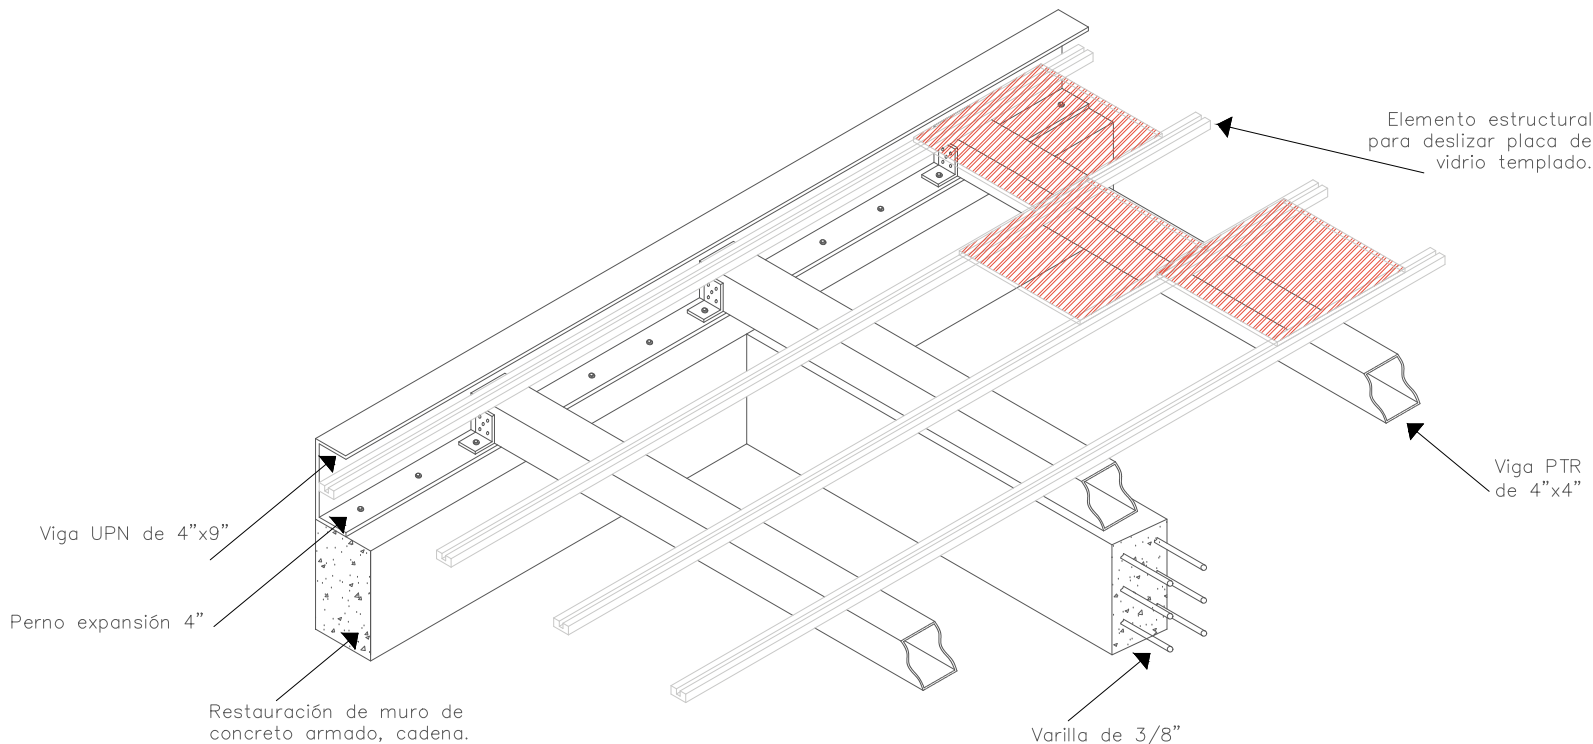 Elemento estructural
para deslizar placa de
vidrio templado.
Viga PTR
de 4”x4”
Viga UPN de 4”x9”
Perno expansión 4”
Restauración de muro de
concreto armado, cadena.
Varilla de 3/8”